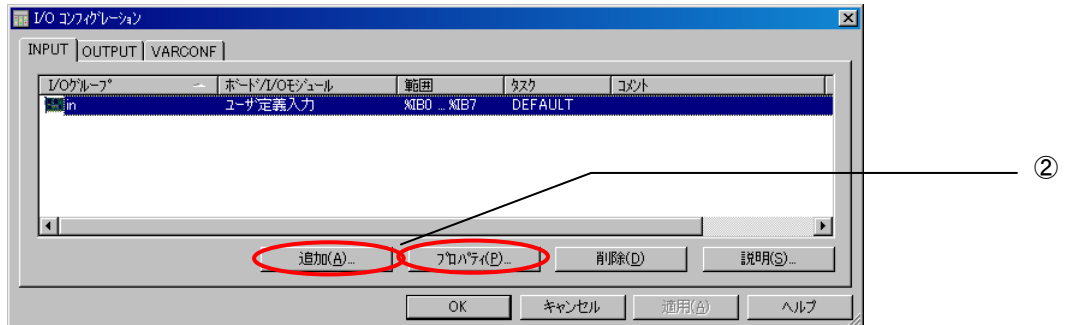 I/O ｺﾝﾌｨｸﾞﾚｰｼｮﾝ
INPUT OUTPUT VARCONF
I/Oｸﾞﾙｰﾌﾟ ﾎﾞｰﾄﾞ/I/Oﾓｼﾞｭｰﾙ 範囲 ﾀｽｸ ｺﾒﾝﾄ
in ﾕｰｻﾞ定義入力 %IB0 ... %IB7 DEFAULT
②
追加(A)... ﾌﾟﾛﾊﾟﾃｨ(P)... 削除(D) 説明(S)...
OK キャンセル 適用(A) ヘルプ